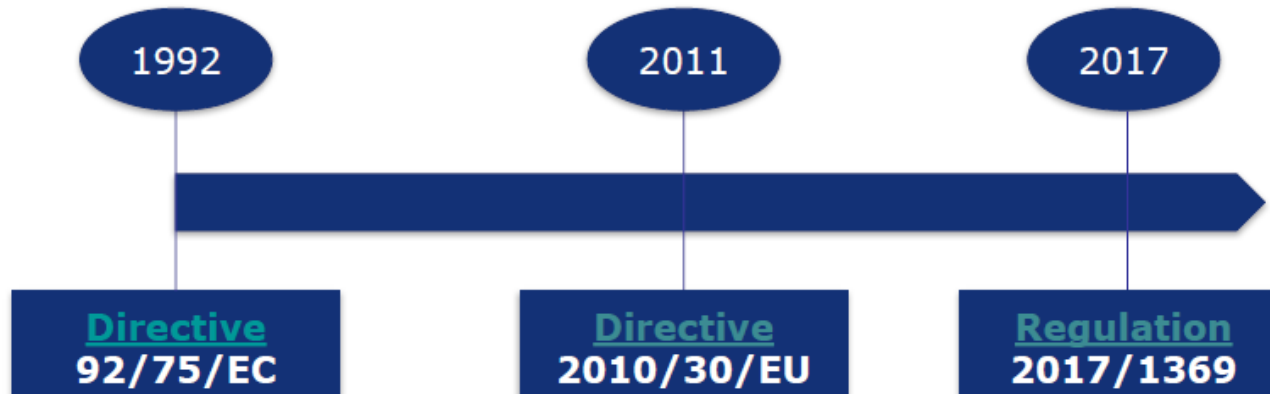 1992
2011
2017
Directive
92/75/EC
Directive
2010/30/EU
Regulation
2017/1369